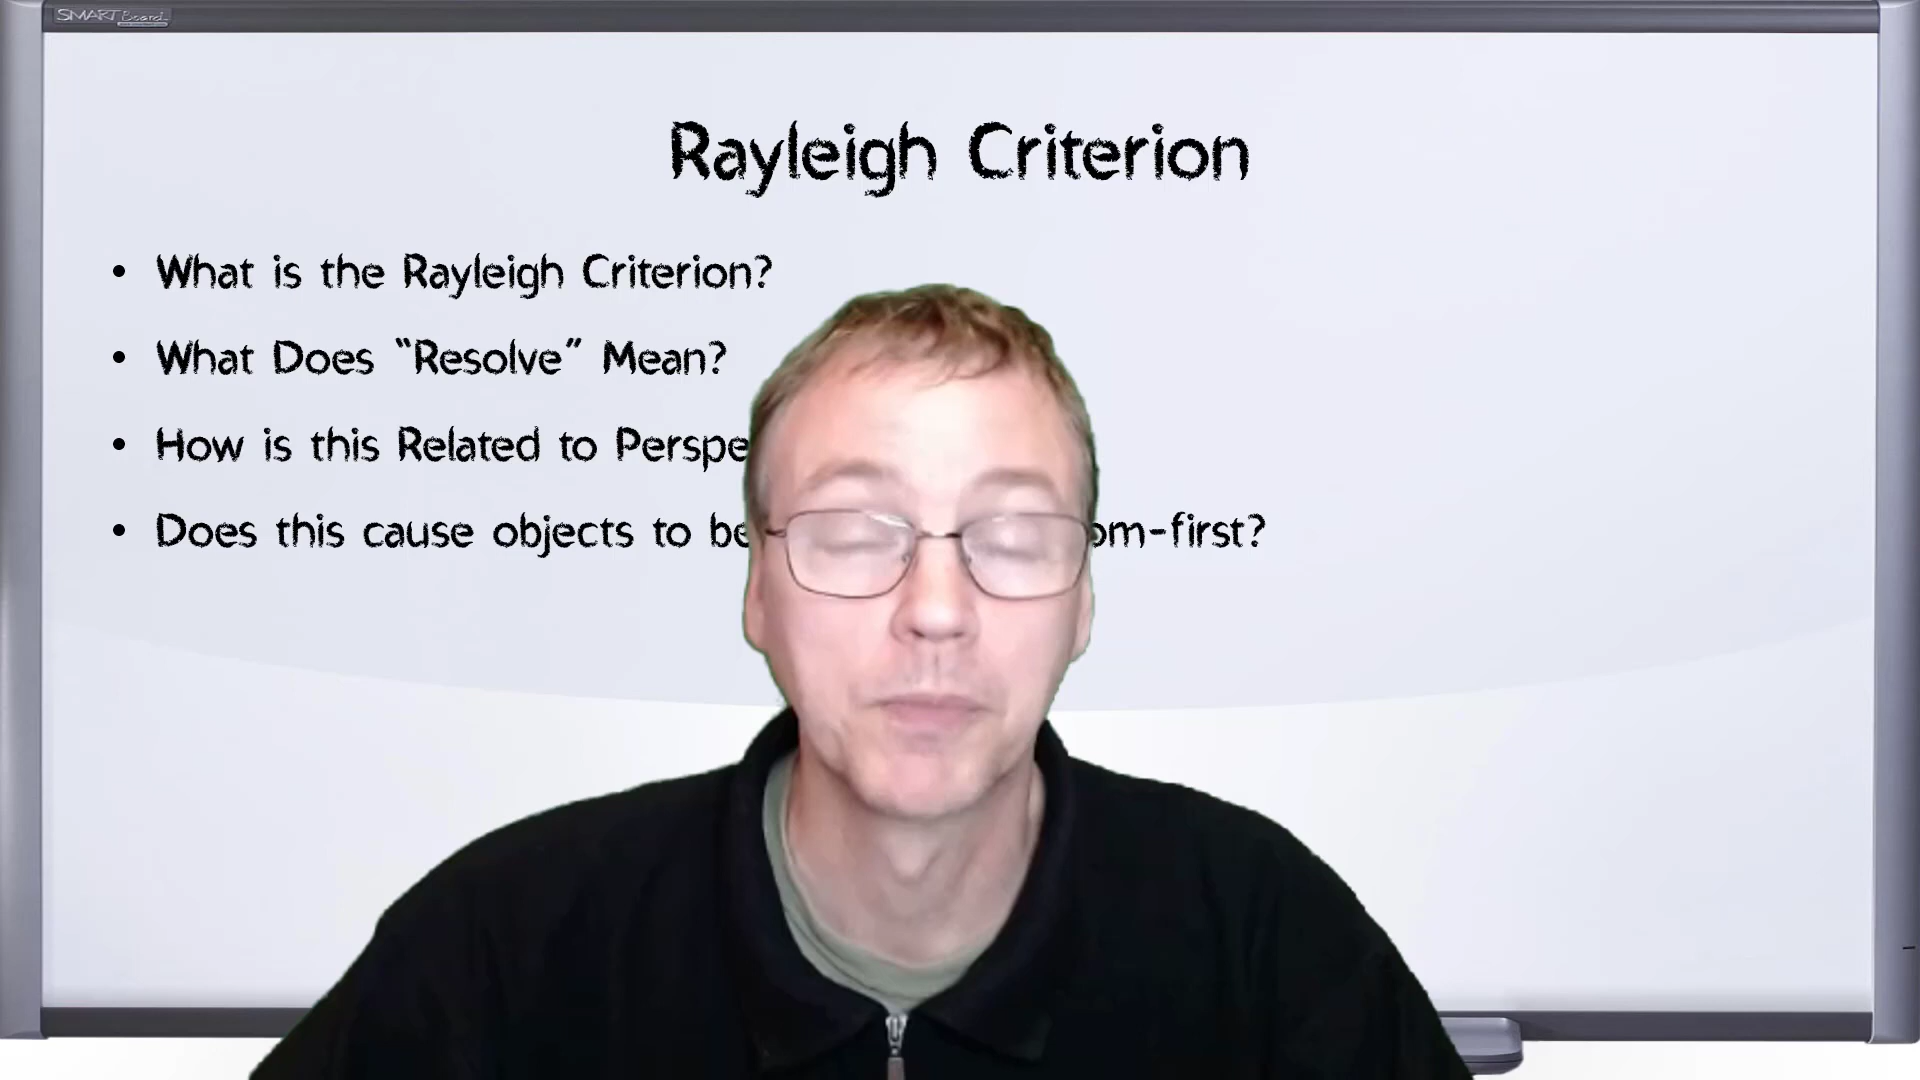 SMART Board
Rayleigh Criterion
• What is the Rayleigh Criterion?
• What Does “Resolve” Mean?
• How is this Related to Perspe
• Does this cause objects to be om-first?